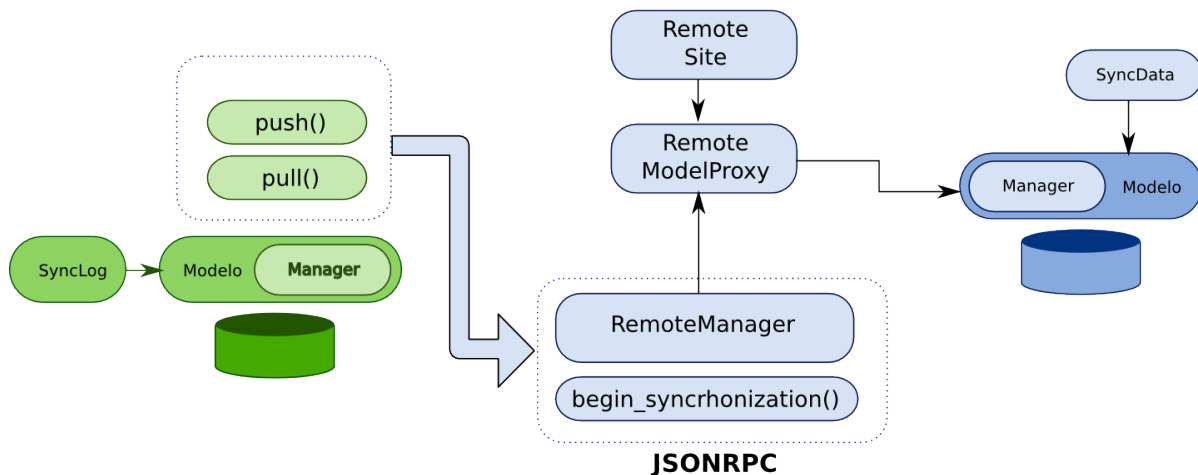 Remote
Site
SyncData
push()
pull()
Remote
ModelProxy
Manager
Modelo
SyncLog
Modelo
Manager
RemoteManager
begin_syncrhonization()
JSONRPC